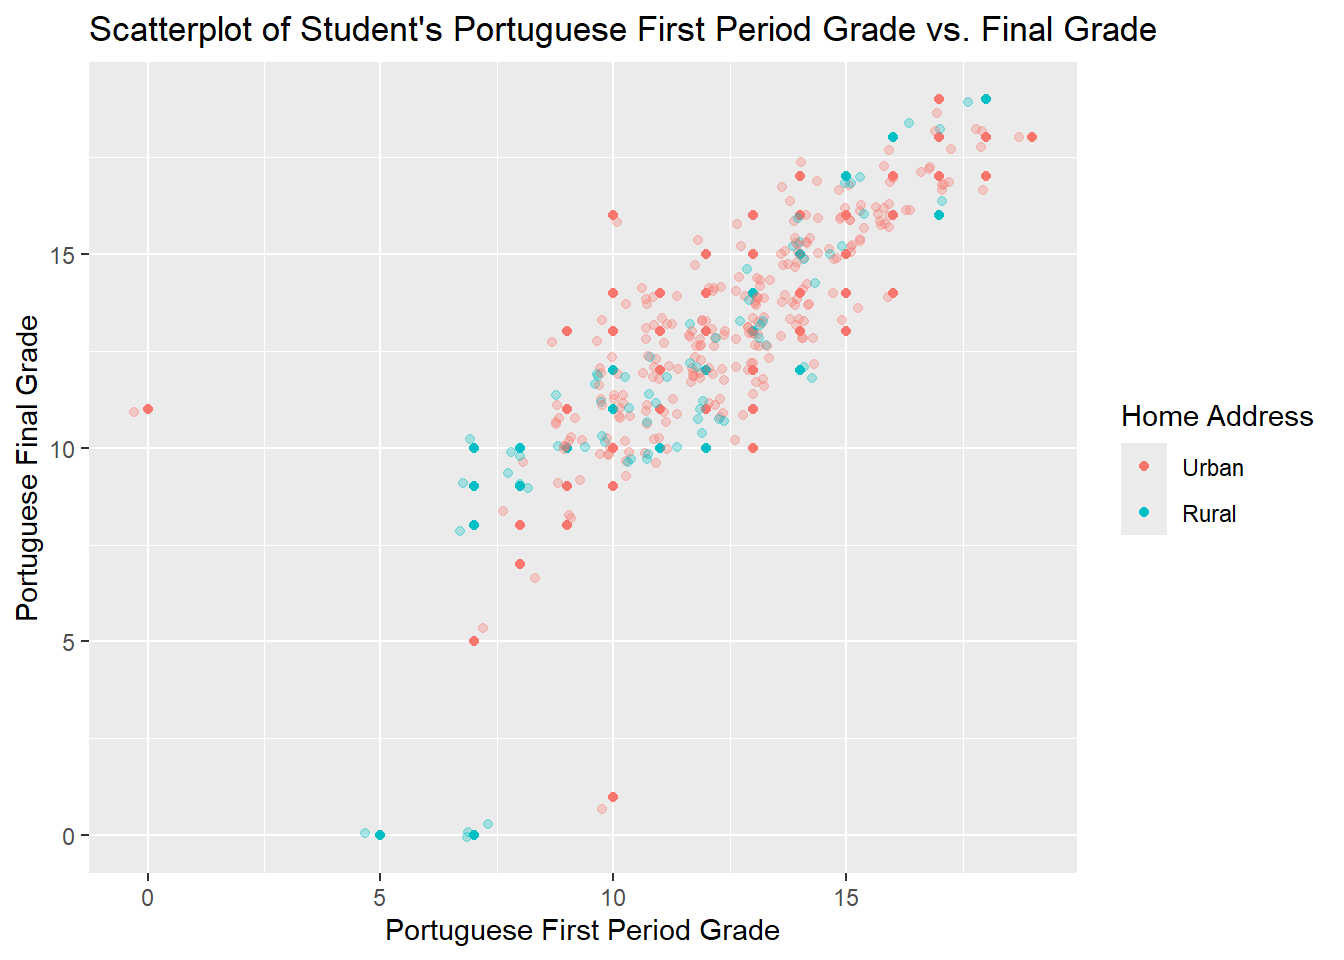 Scatterplot of Student's Portuguese First Period Grade vs. Final Grade
Portuguese Final Grade
15
10
5
0
0
5
10
15
Portuguese First Period Grade
Home Address
Urban
Rural